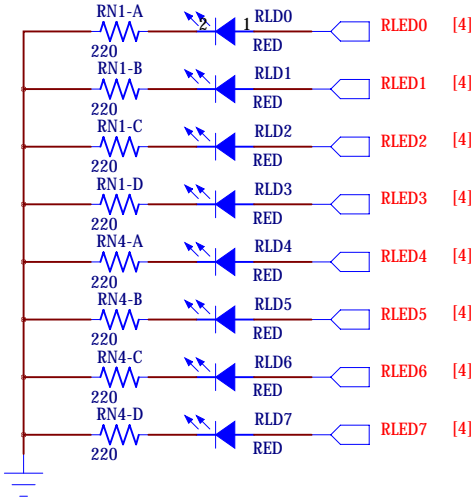 RN1-A RLD0
2 1 RLED0 [4]
220 RED
RN1-B RLD1
RLED1 [4]
220 RED
RN1-C RLD2
RLED2 [4]
220 RED
RN1-D RLD3
RLED3 [4]
220 RED
RN4-A RLD4
RLED4 [4]
220 RED
RN4-B RLD5
RLED5 [4]
220 RED
RN4-C RLD6
RLED6 [4]
220 RED
RN4-D RLD7
RLED7 [4]
220 RED